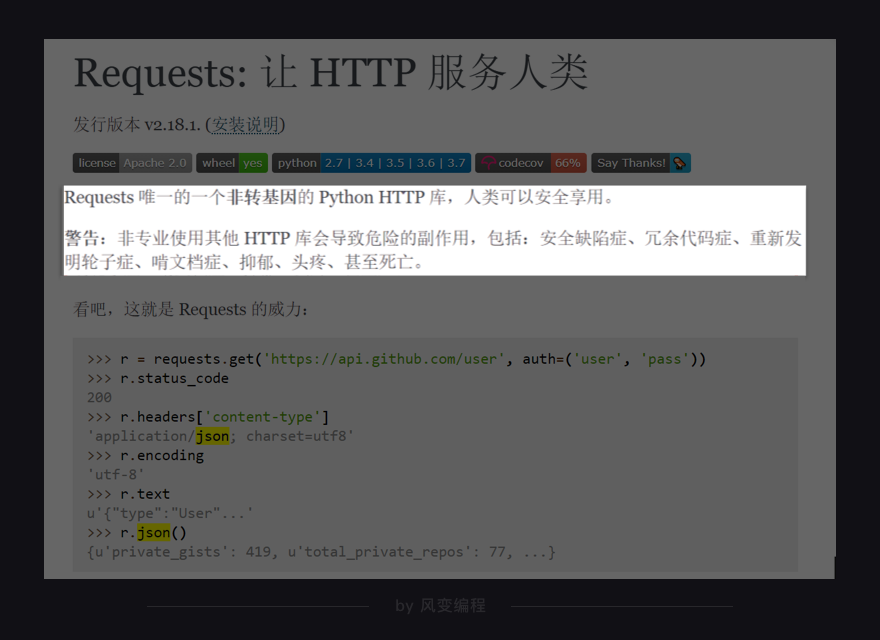 Requests: 让 HTTP 服务人类
发行版本 v2.18.1. (安装说明)
license Apache 2.0 wheel yes python 2.7 | 3.4 | 3.5 | 3.6 | 3.7 codecov 66% Say Thanks!
Requests 唯一的一个非转基因的 Python HTTP 库，人类可以安全享用。
警告：非专业使用其他 HTTP 库会导致危险的副作用，包括：安全缺陷症、冗余代码症、重新发
明轮子症、啃文档症、抑郁、头疼、甚至死亡。
看吧，这就是 Requests 的威力：
>>> r = requests.get('https://api.github.com/user', auth=('user', 'pass'))
>>> r.status_code
200
>>> r.headers['content-type']
'application/json; charset=utf8'
>>> r.encoding
'utf-8'
>>> r.text
u'{"type":"User"...'
>>> r.json()
{u'private_gists': 419, u'total_private_repos': 77, ...}
by 风变编程